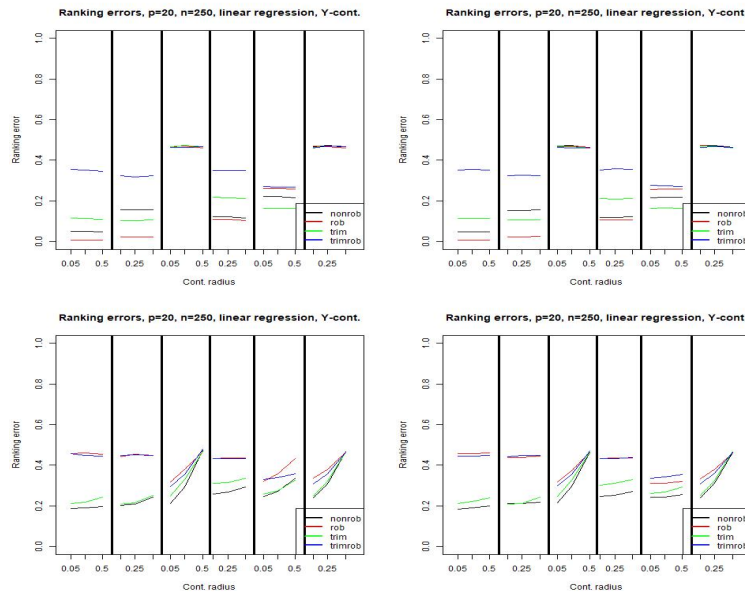 Ranking errors, p=20, n=250, linear regression, Y-cont.
Ranking error
0.0 0.2 0.4 0.6 0.8 1.0
nonrob
rob
trim
trimrob
0.05 0.25 0.05 0.5 0.25 0.05 0.5 0.25
Cont. radius
Ranking errors, p=20, n=250, linear regression, Y-cont
Ranking error
0.0 0.2 0.4 0.6 0.8 1.0
nonrob
rob
trim
trimrob
0.05 0.25 0.05 0.5 0.25 0.05 0.5 0.25
Cont. radius
Ranking errors, p=20, n=250, linear regression, Y-cont.
Ranking error
0.0 0.2 0.4 0.6 0.8 1.0
nonrob
rob
trim
trimrob
0.05 0.25 0.05 0.5 0.25 0.05 0.5 0.25
Cont. radius
Ranking errors, p=20, n=250, linear regression, Y-cont
Ranking error
0.0 0.2 0.4 0.6 0.8 1.0
nonrob
rob
trim
trimrob
0.05 0.25 0.05 0.5 0.25 0.05 0.5 0.25
Cont. radius